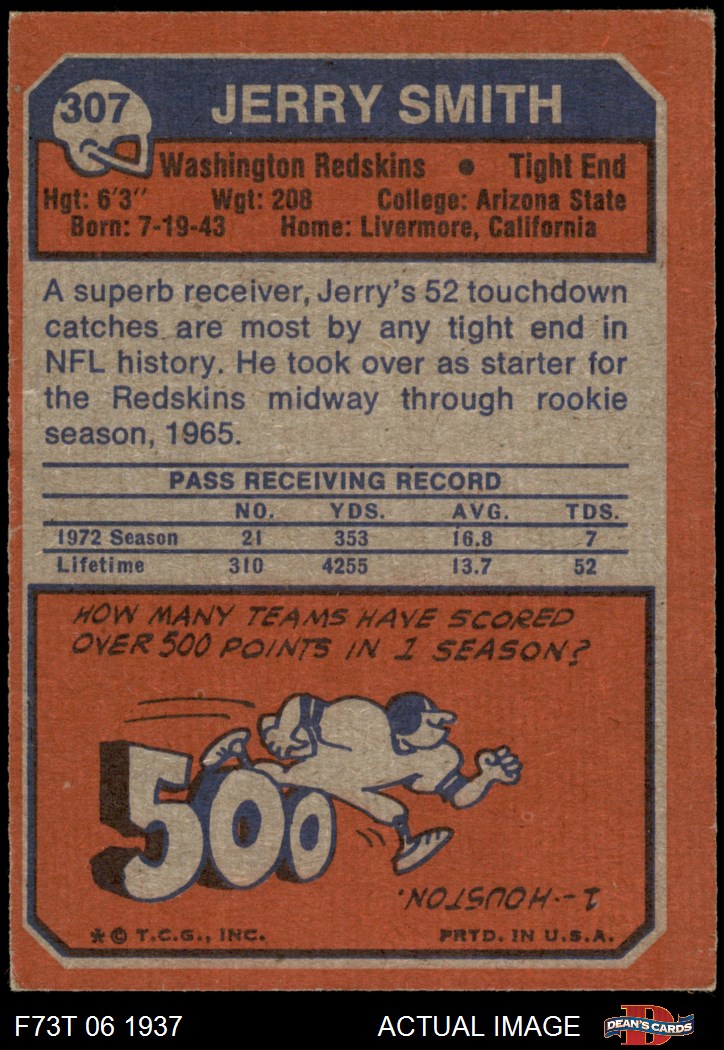 307
JERRY SMITH
Washington Redskins • Tight End
Hgt: 6'3" Wgt: 208 College: Arizona State
Born: 7-19-43 Home: Livermore, California
A superb receiver, Jerry's 52 touchdown
catches are most by any tight end in
NFL history. He took over as starter for
the Redskins midway through rookie
season, 1965.
PASS RECEIVING RECORD
NO. YDS. AVG. TDS.
1972 Season 21 353 16.8 7
Lifetime 310 4255 13.7 52
HOW MANY TEAMS HAVE SCORED
OVER 500 POINTS IN 1 SEASON?
500
1--HOUSTON.
*© T.C.G., INC. PRTD. IN U.S.A.
F73T 06 1937 ACTUAL IMAGE D DEAN'S CARDS